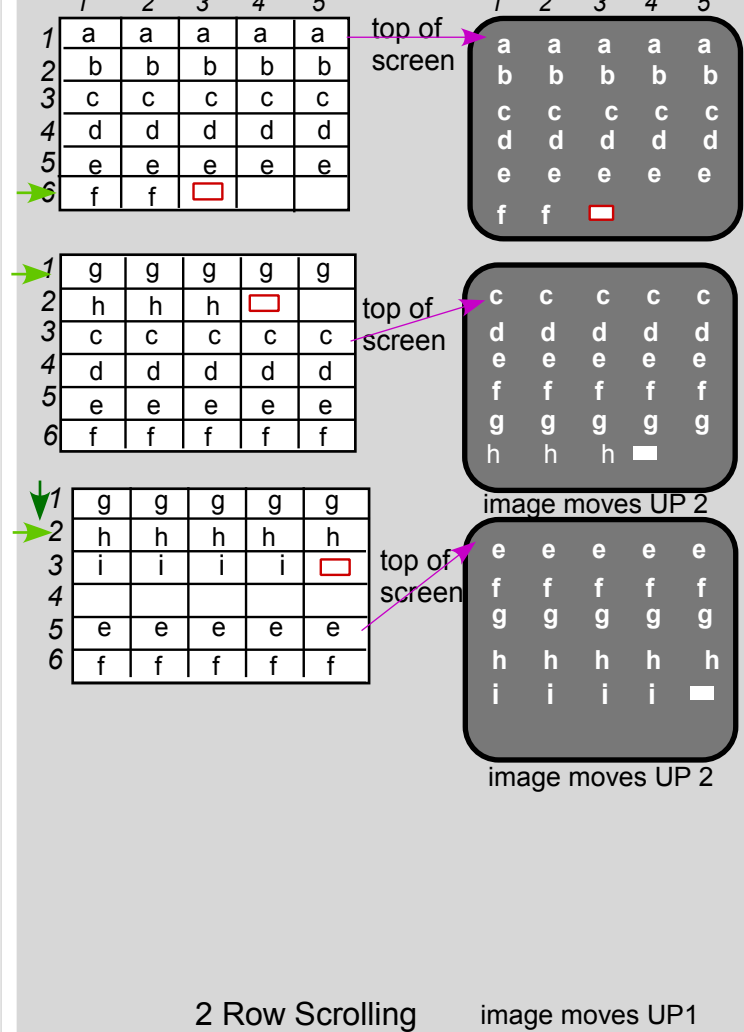 1 2 3 4 5
1 a a a a a
2 b b b b b
3 c c c c c
4 d d d d d
5 e e e e e
6 f f
top of
screen
1 2 3 4 5
a a a a a
b b b b b
c c c c c
d d d d d
e e e e e
f f
1 g g g g g
2 h h h
3 c c c c c
4 d d d d d
5 e e e e e
6 f f f f f
top of
screen
c c c c c
d d d d d
e e e e e
f f f f f
g g g g g
h h h
image moves UP 2
1 g g g g g
2 h h h h h
3 i i i i
4
5 e e e e e
6 f f f f f
top of
screen
e e e e e
f f f f f
g g g g g
h h h h h
i i i i
image moves UP 2
2 Row Scrolling image moves UP1